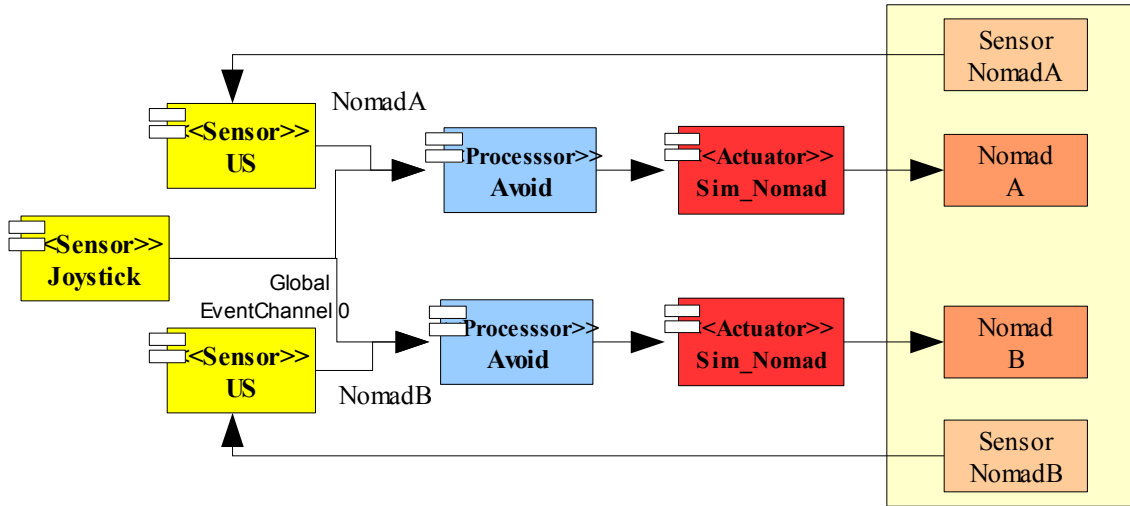 Sensor
NomadA
NomadA
<<Sensor>>
US
<Processsor>>
Avoid
<<Actuator>>
Sim_Nomad
Nomad
A
<Sensor>>
Joystick
Global
EventChannel 0
<<Sensor>>
US
NomadB
<Processsor>>
Avoid
<<Actuator>>
Sim_Nomad
Nomad
B
Sensor
NomadB